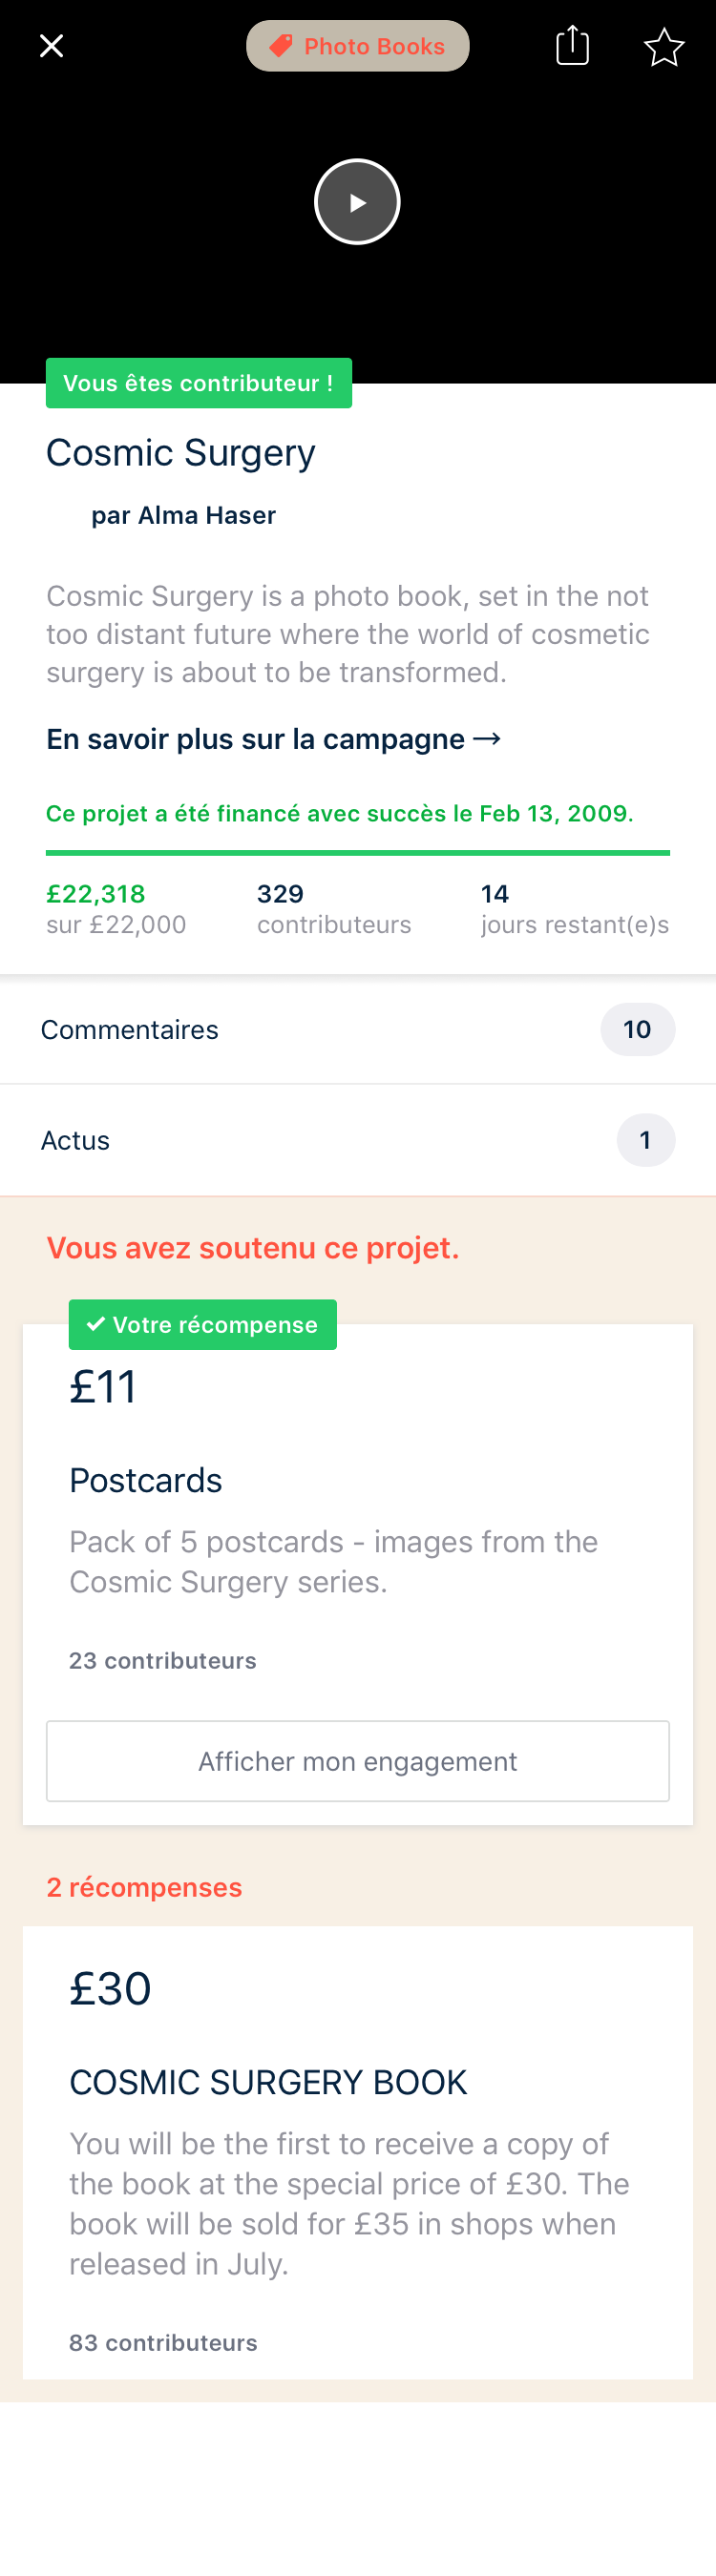 Photo Books
Vous êtes contributeur !
Cosmic Surgery
par Alma Haser
Cosmic Surgery is a photo book, set in the not
too distant future where the world of cosmetic
surgery is about to be transformed.
En savoir plus sur la campagne →
Ce projet a été financé avec succès le Feb 13, 2009.
£22,318 329 14
sur £22,000 contributeurs jours restant(e)s
Commentaires 10
Actus 1
Vous avez soutenu ce projet.
✓ Votre récompense
£11
Postcards
Pack of 5 postcards - images from the
Cosmic Surgery series.
23 contributeurs
Afficher mon engagement
2 récompenses
£30
COSMIC SURGERY BOOK
You will be the first to receive a copy of
the book at the special price of £30. The
book will be sold for £35 in shops when
released in July.
83 contributeurs